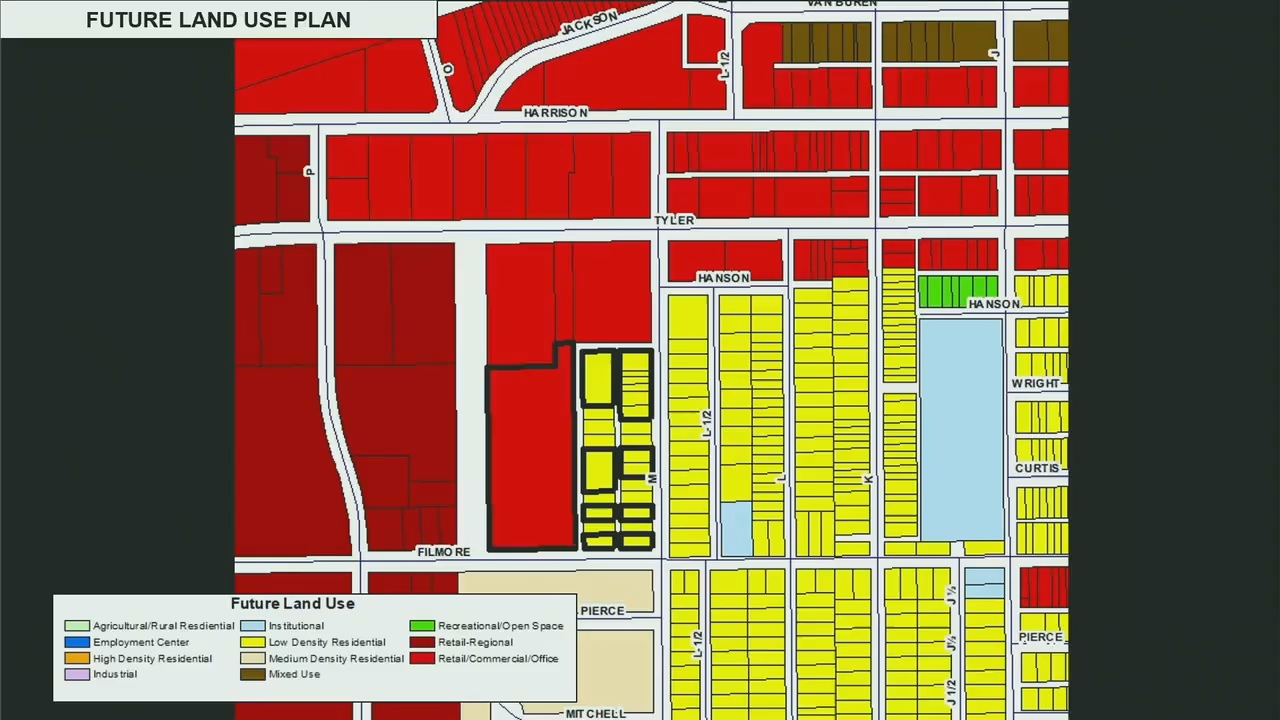 FUTURE LAND USE PLAN
VAN BUREN
JACKSON
O
L-1/2
J
HARRISON
P
TYLER
HANSON
HANSON
WRIGHT
L-1/2
M
L
K
CURTIS
FILMORE
PIERCE
J ½
L-1/2
J½
PIERCE
J 1/2
MITCHELL
Future Land Use
Agricultural/Rural Resdiential
Institutional
Recreational/Open Space
Employment Center
Low Density Residential
Retail-Regional
High Density Residential
Medium Density Residential
Retail/Commercial/Office
Industrial
Mixed Use